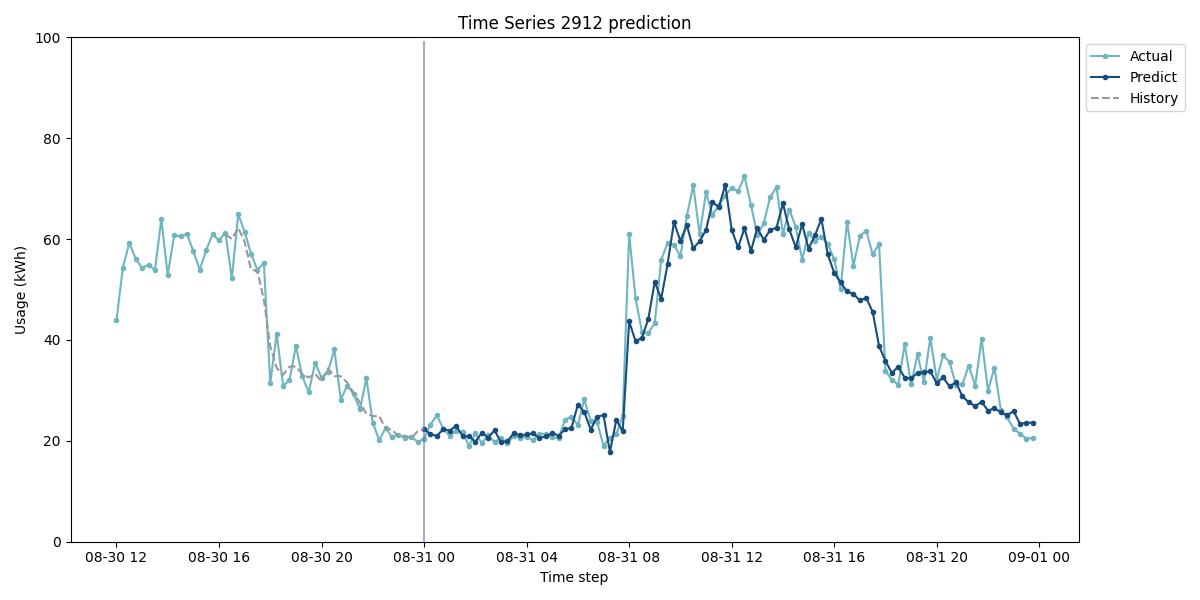 Time Series 2912 prediction
100
80
60
40
20
0
Usage (kWh)
08-30 12
08-30 16
08-30 20
08-31 00
08-31 04
08-31 08
08-31 12
08-31 16
08-31 20
09-01 00
Time step
Actual
Predict
History